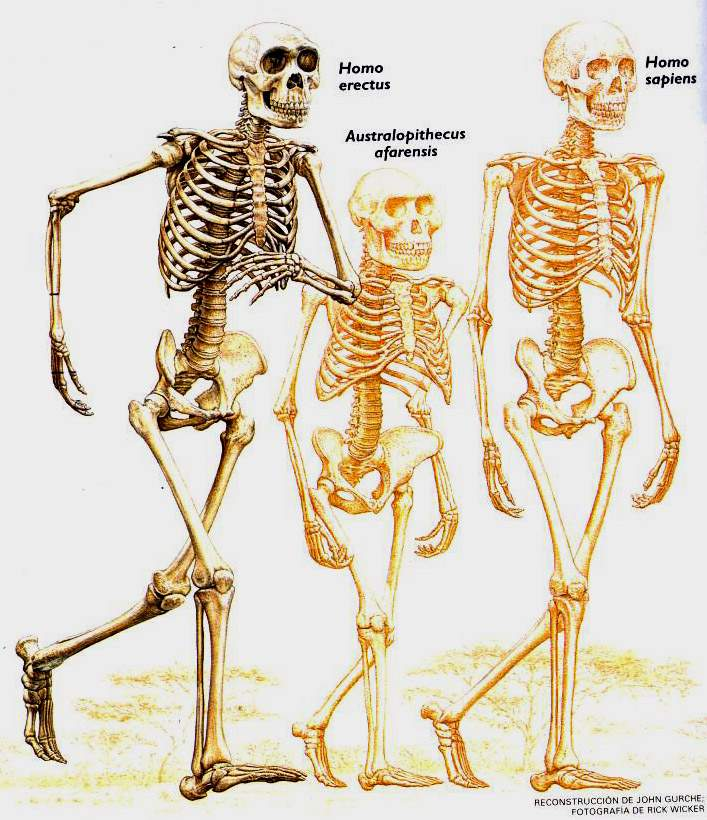 Homo
erectus
Australopithecus
afarensis
Homo
sapiens
RECONSTRUCCIÓN DE JOHN GURCHE;
FOTOGRAFÍA DE RICK WICKER